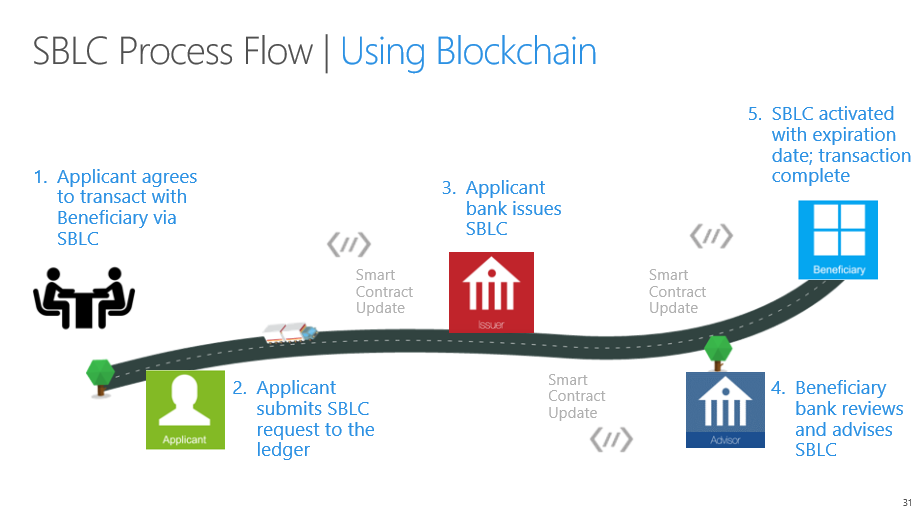 SBLC Process Flow | Using Blockchain
1. Applicant agrees
to transact with
Beneficiary via
SBLC
Applicant
2. Applicant
submits SBLC
request to the
ledger
Smart
Contract
Update
3. Applicant
bank issues
SBLC
Issuer
Smart
Contract
Update
Smart
Contract
Update
Advisor
4. Beneficiary
bank reviews
and advises
SBLC
5. SBLC activated
with expiration
date; transaction
complete
Beneficiary
31